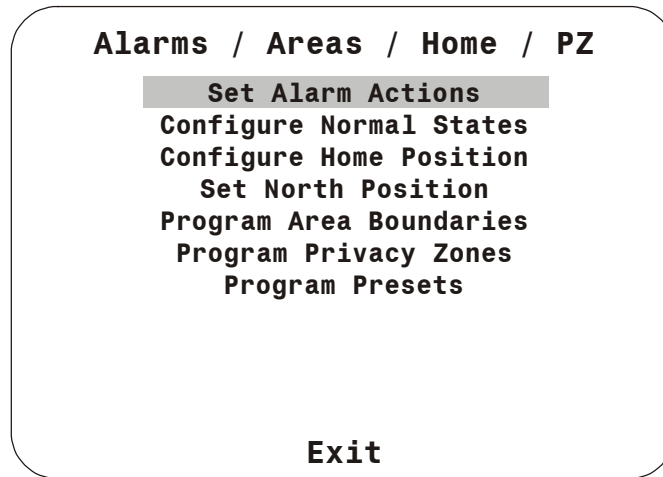 Alarms / Areas / Home / PZ
Set Alarm Actions
Configure Normal States
Configure Home Position
Set North Position
Program Area Boundaries
Program Privacy Zones
Program Presets
Exit